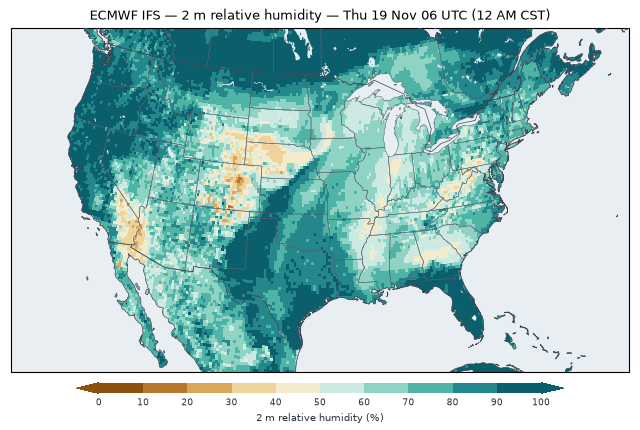 ECMWF IFS — 2 m relative humidity — Thu 19 Nov 06 UTC (12 AM CST)
0 10 20 30 40 50 60 70 80 90 100
2 m relative humidity (%)